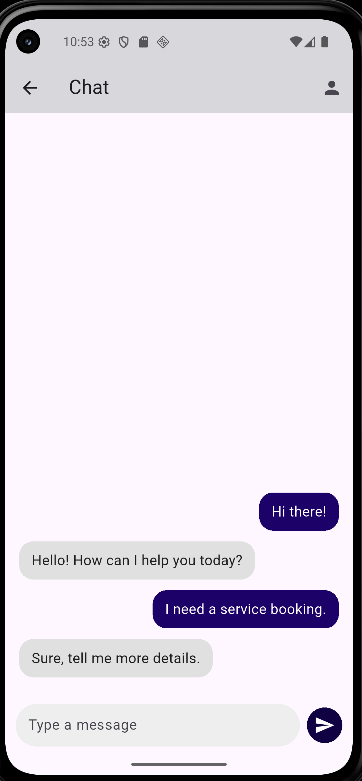 10:53
Chat
Hi there!
Hello! How can I help you today?
I need a service booking.
Sure, tell me more details.
Type a message